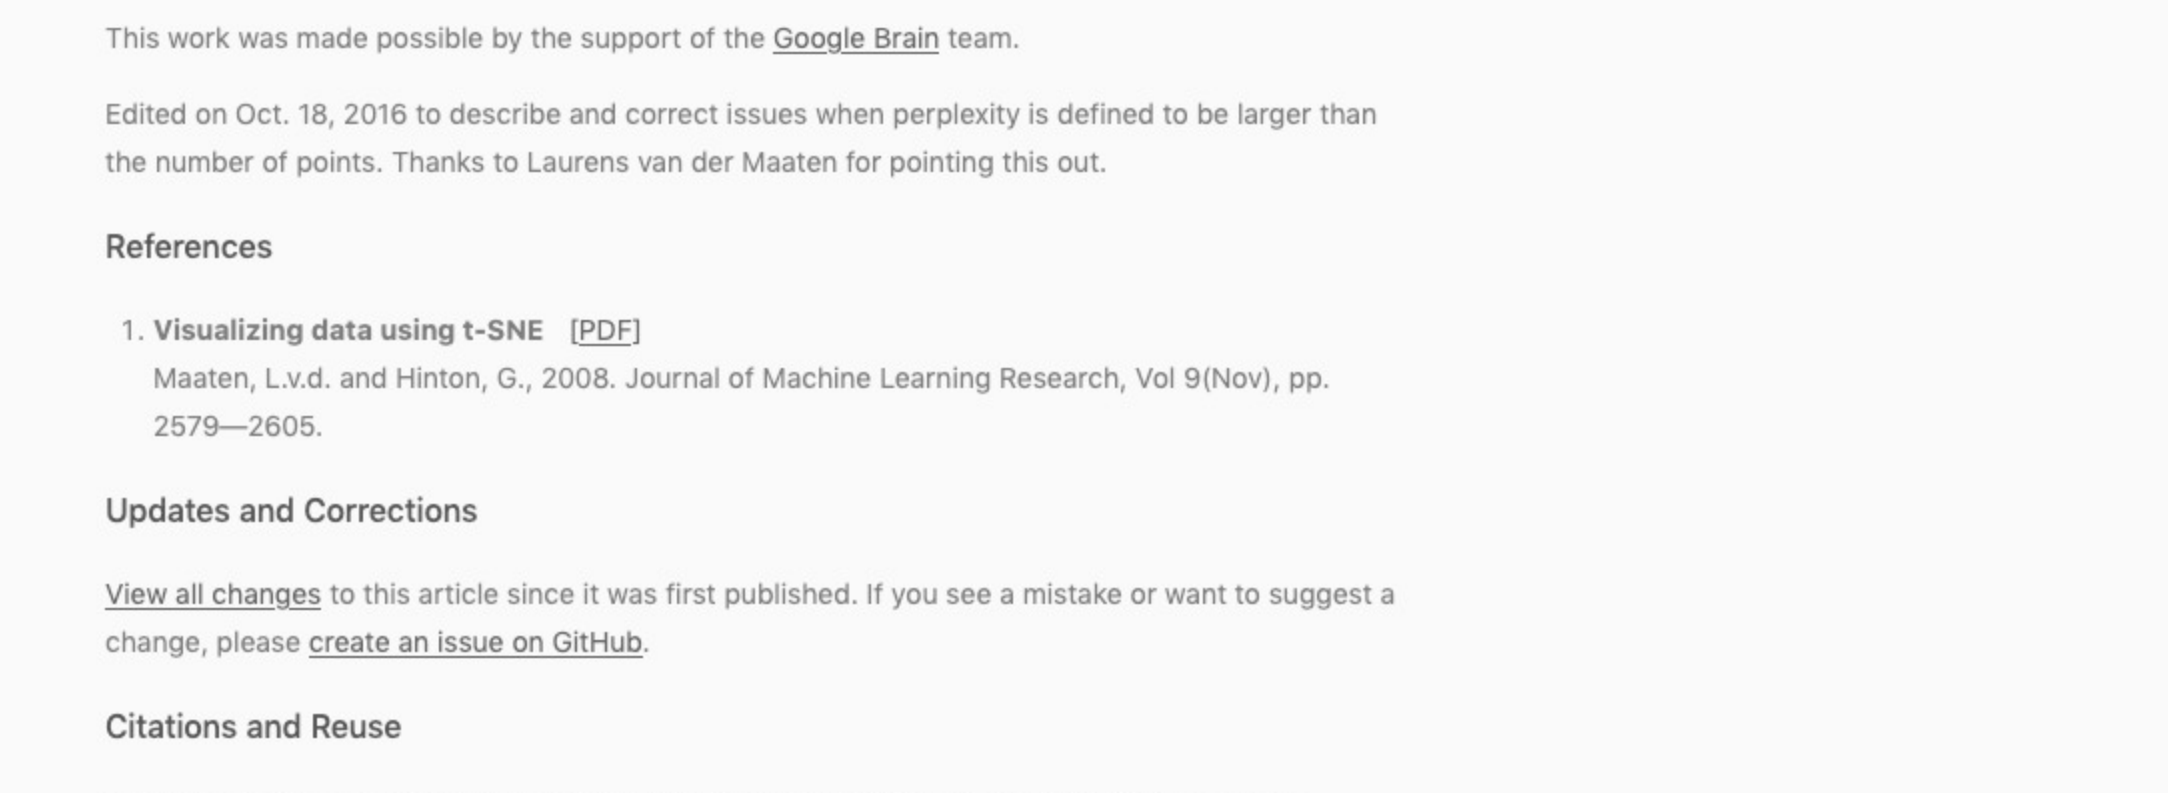 This work was made possible by the support of the Google Brain team.
Edited on Oct. 18, 2016 to describe and correct issues when perplexity is defined to be larger than
the number of points. Thanks to Laurens van der Maaten for pointing this out.
References
1. Visualizing data using t-SNE [PDF]
Maaten, L.v.d. and Hinton, G., 2008. Journal of Machine Learning Research, Vol 9(Nov), pp.
2579—2605.
Updates and Corrections
View all changes to this article since it was first published. If you see a mistake or want to suggest a
change, please create an issue on GitHub.
Citations and Reuse